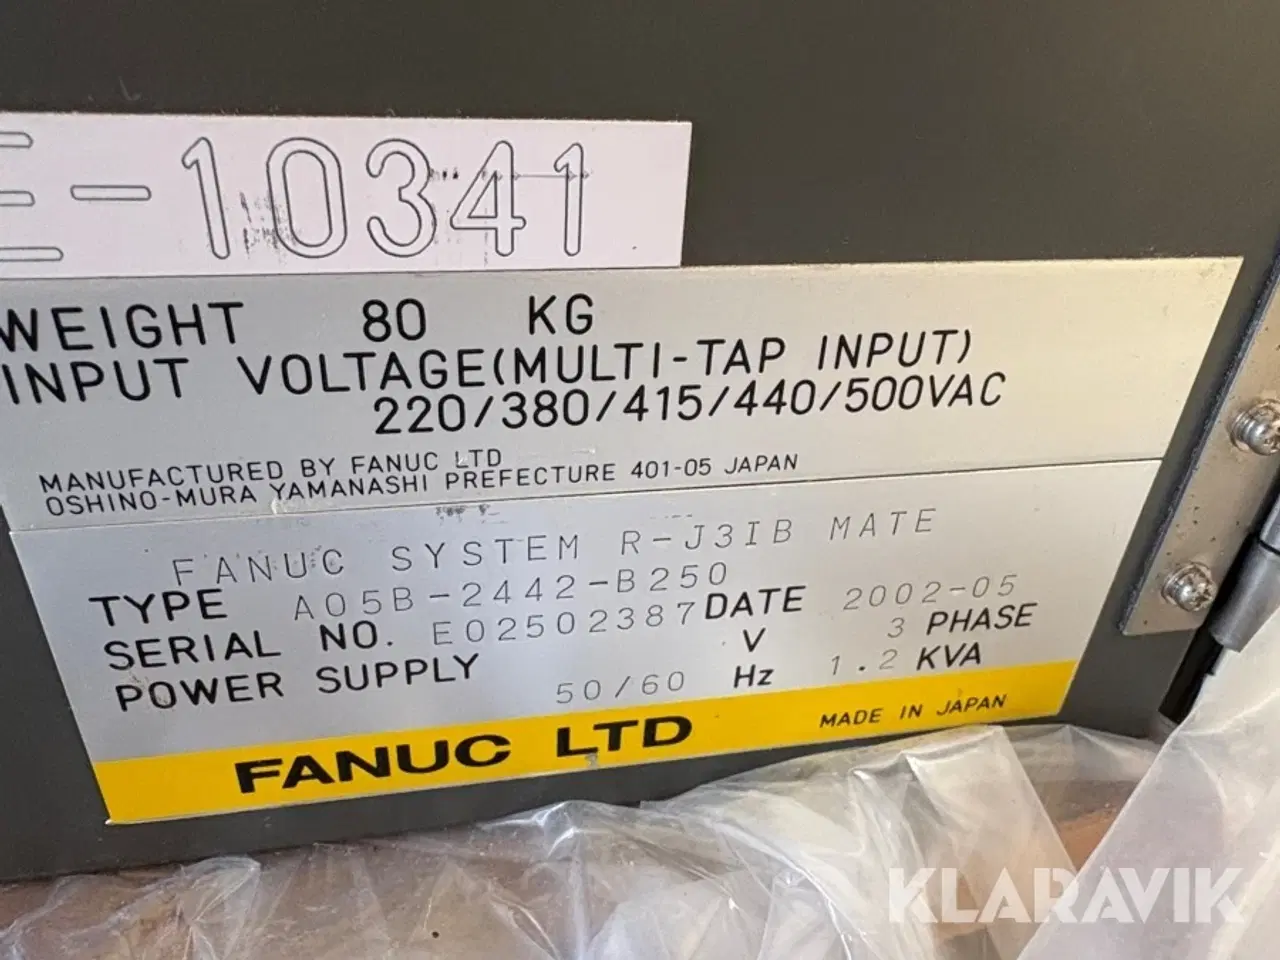 E-10341
WEIGHT 80 KG
INPUT VOLTAGE(MULTI-TAP INPUT)
220/380/415/440/500VAC
MANUFACTURED BY FANUC LTD
OSHINO-MURA YAMANASHI PREFECTURE 401-05 JAPAN
FANUC SYSTEM R-J3IB MATE
TYPE A05B-2442-B250
SERIAL NO. E02502387 DATE 2002-05
POWER SUPPLY V 3 PHASE
50/60 Hz 1.2 KVA
FANUC LTD MADE IN JAPAN
KLARAVIK